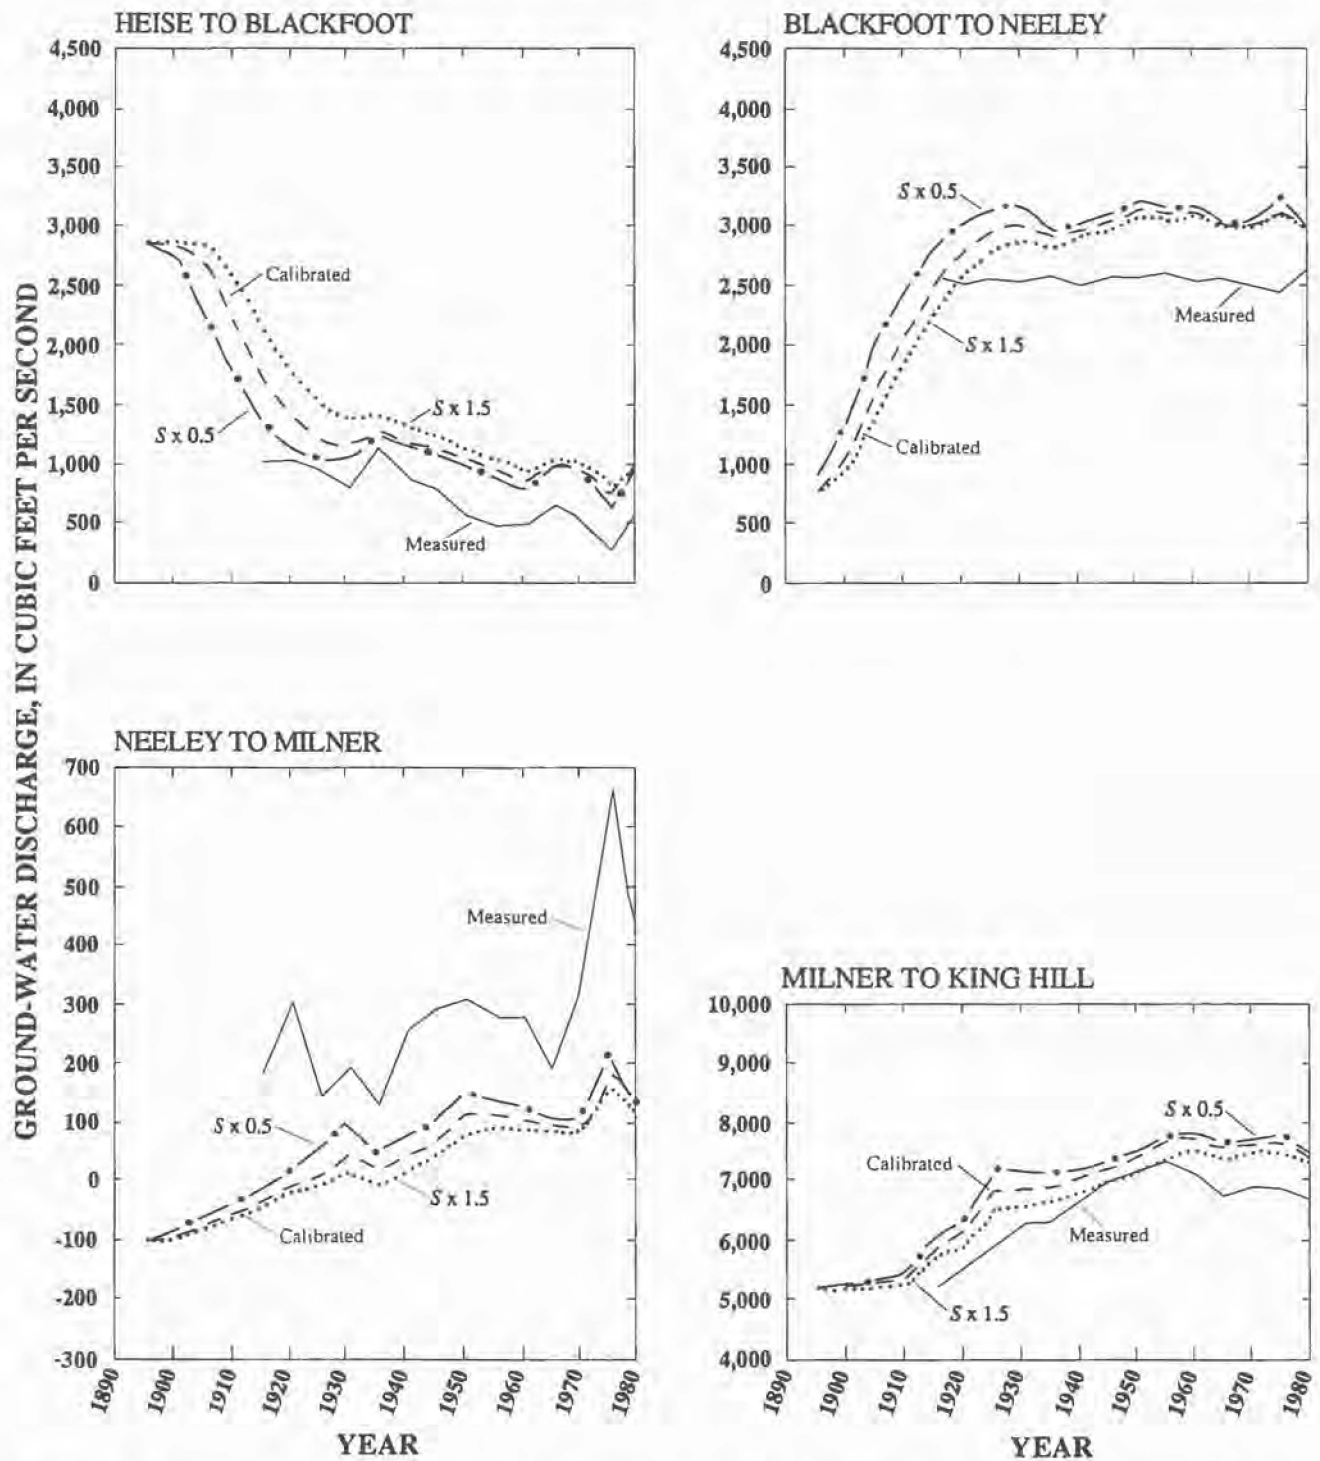 GROUND-WATER DISCHARGE, IN CUBIC FEET PER SECOND
HEISE TO BLACKFOOT
4,500
4,000
3,500
3,000
2,500
2,000
1,500
1,000
500
0
Calibrated
S x 1.5
S x 0.5
Measured
BLACKFOOT TO NEELEY
4,500
4,000
3,500
3,000
2,500
2,000
1,500
1,000
500
0
S x 0.5
Measured
S x 1.5
Calibrated
NEELEY TO MILNER
700
600
500
400
300
200
100
0
-100
-200
-300
Measured
S x 0.5
S x 1.5
Calibrated
1890 1900 1910 1920 1930 1940 1950 1960 1970 1980
YEAR
MILNER TO KING HILL
10,000
9,000
8,000
7,000
6,000
5,000
4,000
S x 0.5
Calibrated
Measured
S x 1.5
1890 1900 1910 1920 1930 1940 1950 1960 1970 1980
YEAR